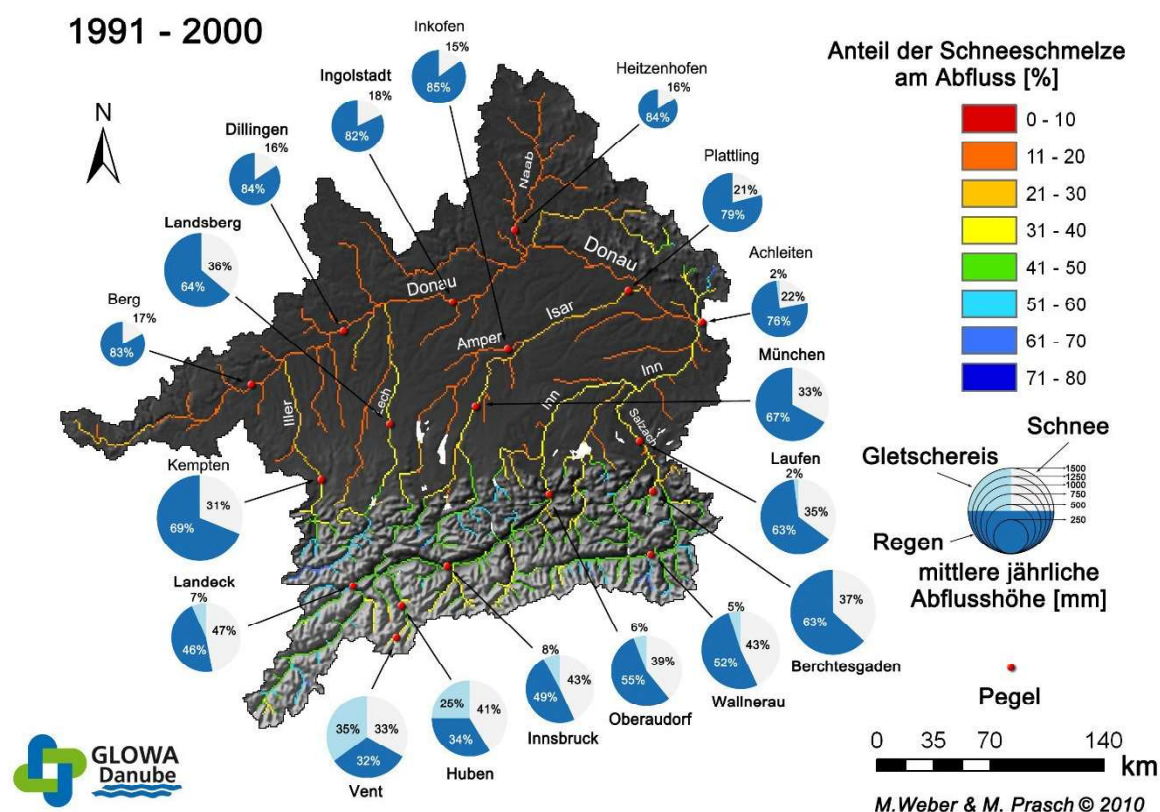 1991 - 2000
N
Inkofen
15%
85%
Ingolstadt
18%
82%
Heitzenhofen
16%
84%
Dillingen
16%
84%
Plattling
21%
79%
Landsberg
36%
64%
Achleiten
2%
22%
76%
Berg
17%
83%
München
33%
67%
Kempten
31%
69%
Laufen
2%
35%
63%
Landeck
7%
47%
46%
Berchtesgaden
37%
63%
Vent
35%
33%
32%
Huben
25%
41%
34%
Innsbruck
8%
43%
49%
Oberaudorf
6%
39%
55%
Wallnerau
5%
43%
52%
Naab
Donau
Donau
Isar
Amper
Inn
Inn
Lech
Iller
Salzach
Anteil der Schneeschmelze
am Abfluss [%]
0 - 10
11 - 20
21 - 30
31 - 40
41 - 50
51 - 60
61 - 70
71 - 80
Schnee
Gletschereis
1500
1250
1000
750
500
250
Regen
mittlere jährliche
Abflusshöhe [mm]
Pegel
0 35 70 140
km
GLOWA
Danube
M.Weber & M. Prasch © 2010